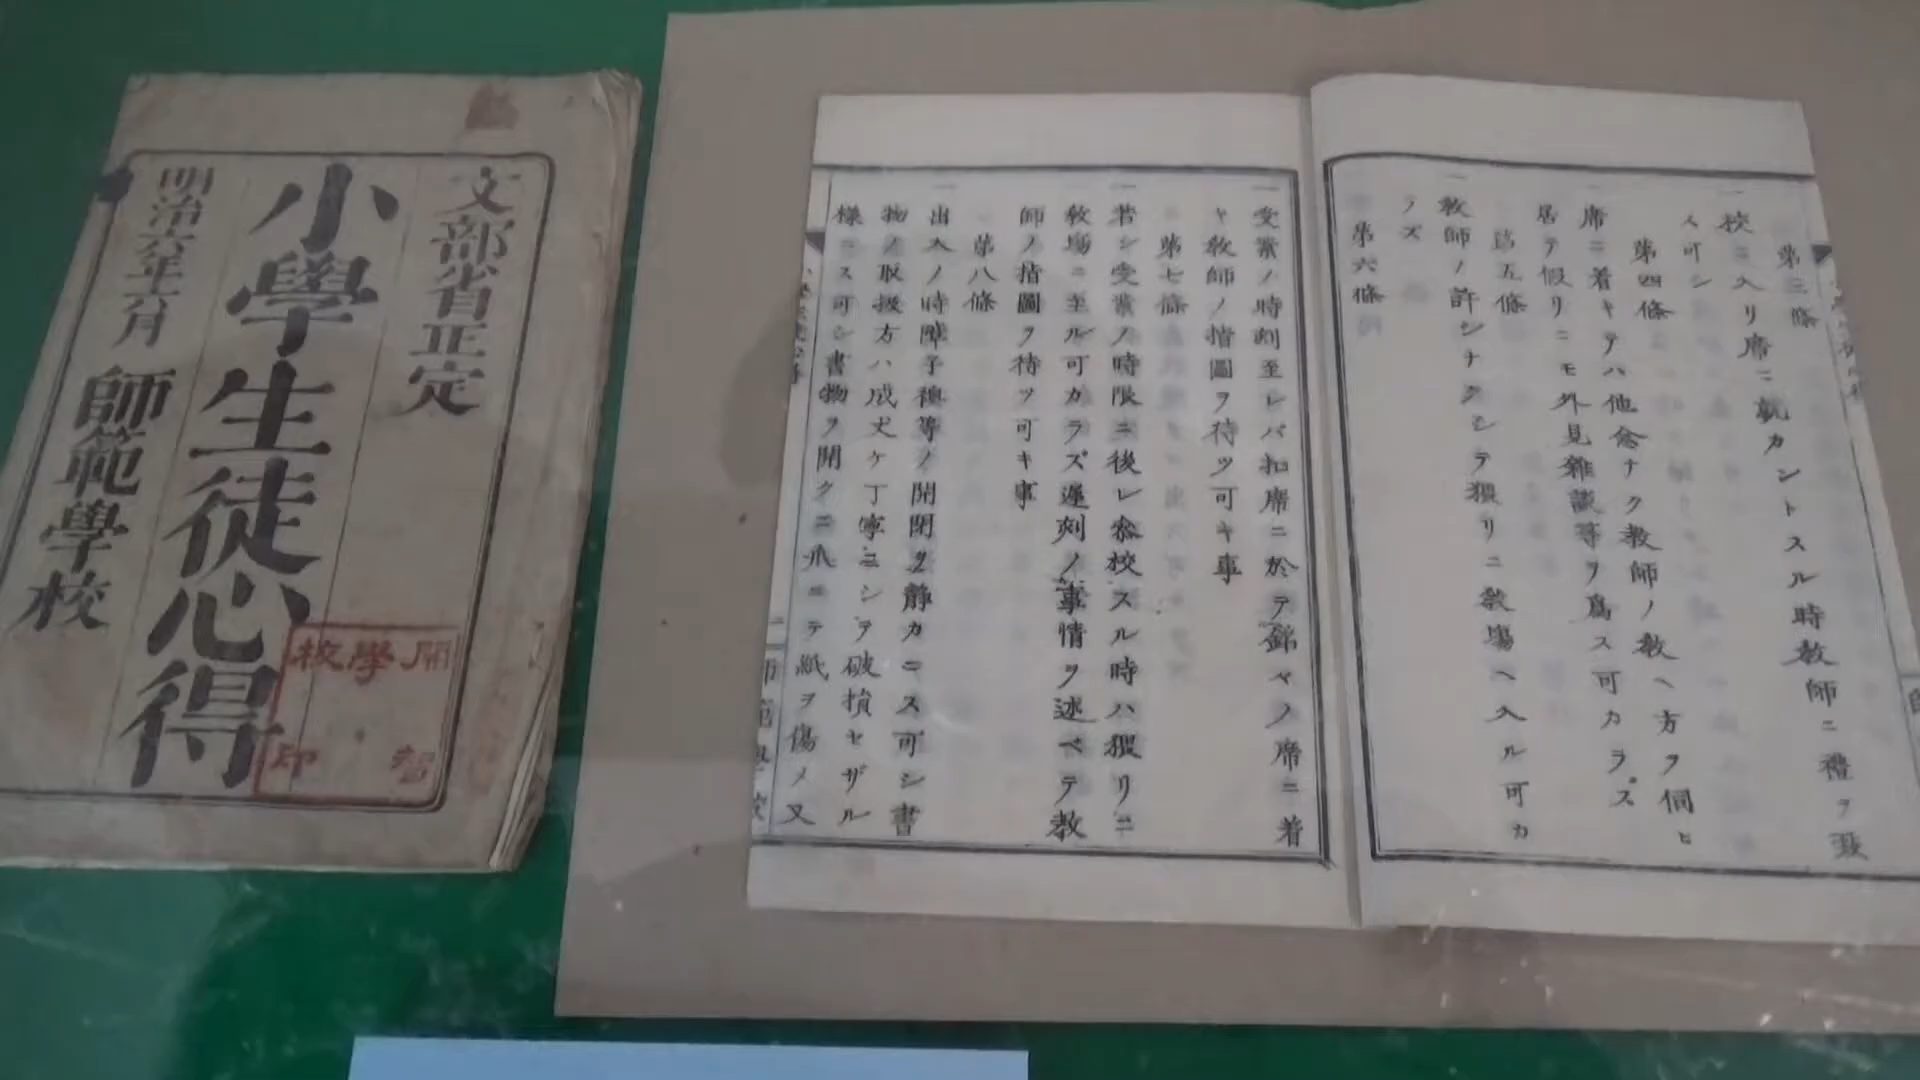 文部省正定
小學生徒心得
明治六年六月 師範學校
開學校
智
印
第三條
一校ニ入リ席ニ就カントスル時教師ニ禮ヲ
ス可シ
第四條
一席ニ着キテハ他念ナク教師ノ教ヘ方ヲ伺ヒ
居テ假リニモ外見雜談等ヲ爲ス可カラズ
第五條
一教師ノ許シナクシテ猥リニ教場ヘ入ル可カ
ラズ
第六條
一受業ノ時刻至レバ扣席ニ於テ銘々ノ席ニ着
キ教師ノ指圖ヲ待ツ可キ事
第七條
一若シ受業ノ時限ニ後レ參校スル時ハ猥リニ
教場ニ至ル可カラズ遲刻ノ事情ヲ述ベテ教
師ノ指圖ヲ待ツ可キ事
第八條
一出入ノ時障子襖等ノ開閉ヲ靜カニス可シ書
物ノ取扱方ハ成丈ケ丁寧ニシテ破損セザル
樣ニス可シ書物ヲ開クニ爪ニテ紙ヲ傷メ又
二 師範學校